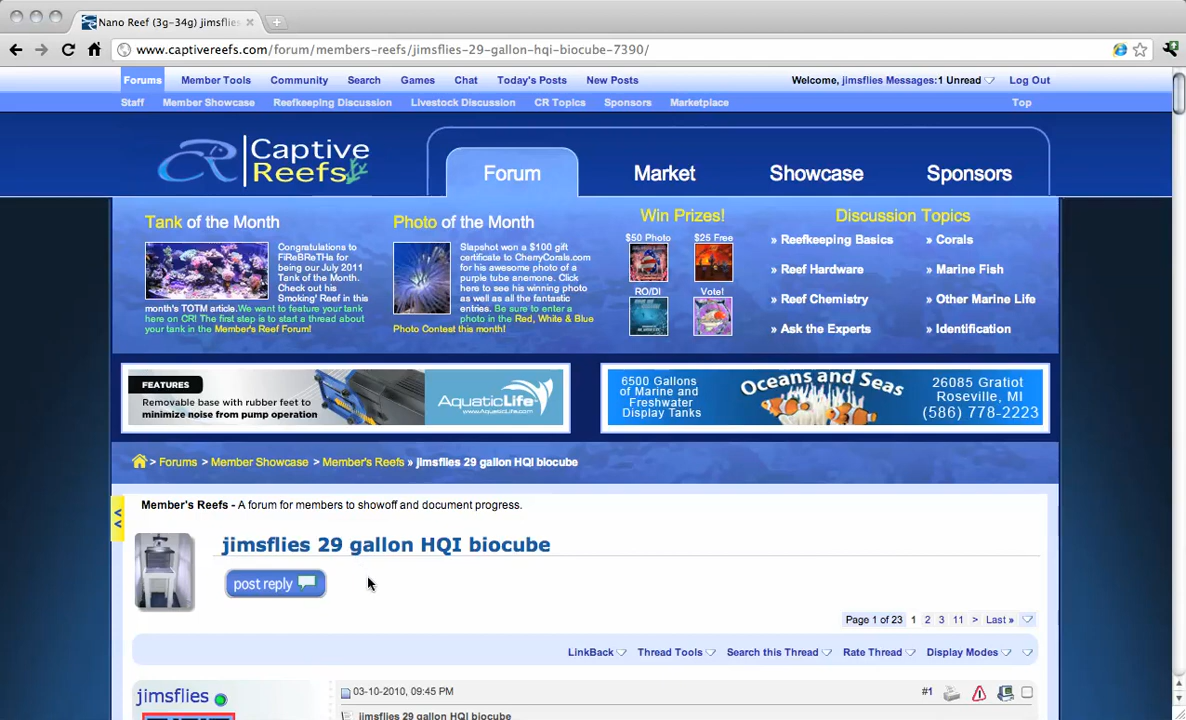 Nano Reef (3g-34g) jimsflies
www.captivereefs.com/forum/members-reefs/jimsflies-29-gallon-hqi-biocube-7390/
Forums Member Tools Community Search Games Chat Today's Posts New Posts Welcome, jimsflies Messages:1 Unread Log Out
Staff Member Showcase Reefkeeping Discussion Livestock Discussion CR Topics Sponsors Marketplace Top
Captive
Reefs
Forum Market Showcase Sponsors
Tank of the Month
Congratulations to
FiReBReTHa for
being our July 2011
Tank of the Month.
Check out his
Smoking' Reef in this
month's TOTM article.We want to feature your tank
here on CR! The first step is to start a thread about
your tank in the Member's Reef Forum!
Photo of the Month
Slapshot won a $100 gift
certificate to CherryCorals.com
for his awesome photo of a
purple tube anemone. Click
here to see his winning photo
as well as all the fantastic
entries. Be sure to enter a
photo in the Red, White & Blue
Photo Contest this month!
Win Prizes!
$50 Photo $25 Free
RO/DI Vote!
Discussion Topics
» Reefkeeping Basics » Corals
» Reef Hardware » Marine Fish
» Reef Chemistry » Other Marine Life
» Ask the Experts » Identification
FEATURES
Removable base with rubber feet to
minimize noise from pump operation
AquaticLife
www.AquaticLife.com
6500 Gallons
of Marine and
Freshwater
Display Tanks
Oceans and Seas
26085 Gratiot
Roseville, MI
(586) 778-2223
> Forums > Member Showcase > Member's Reefs » jimsflies 29 gallon HQI biocube
<
<
Member's Reefs - A forum for members to showoff and document progress.
jimsflies 29 gallon HQI biocube
post reply
Page 1 of 23 1 2 3 11 > Last »
LinkBack Thread Tools Search this Thread Rate Thread Display Modes
jimsflies
03-10-2010, 09:45 PM #1
jimsflies 29 gallon HQI biocube